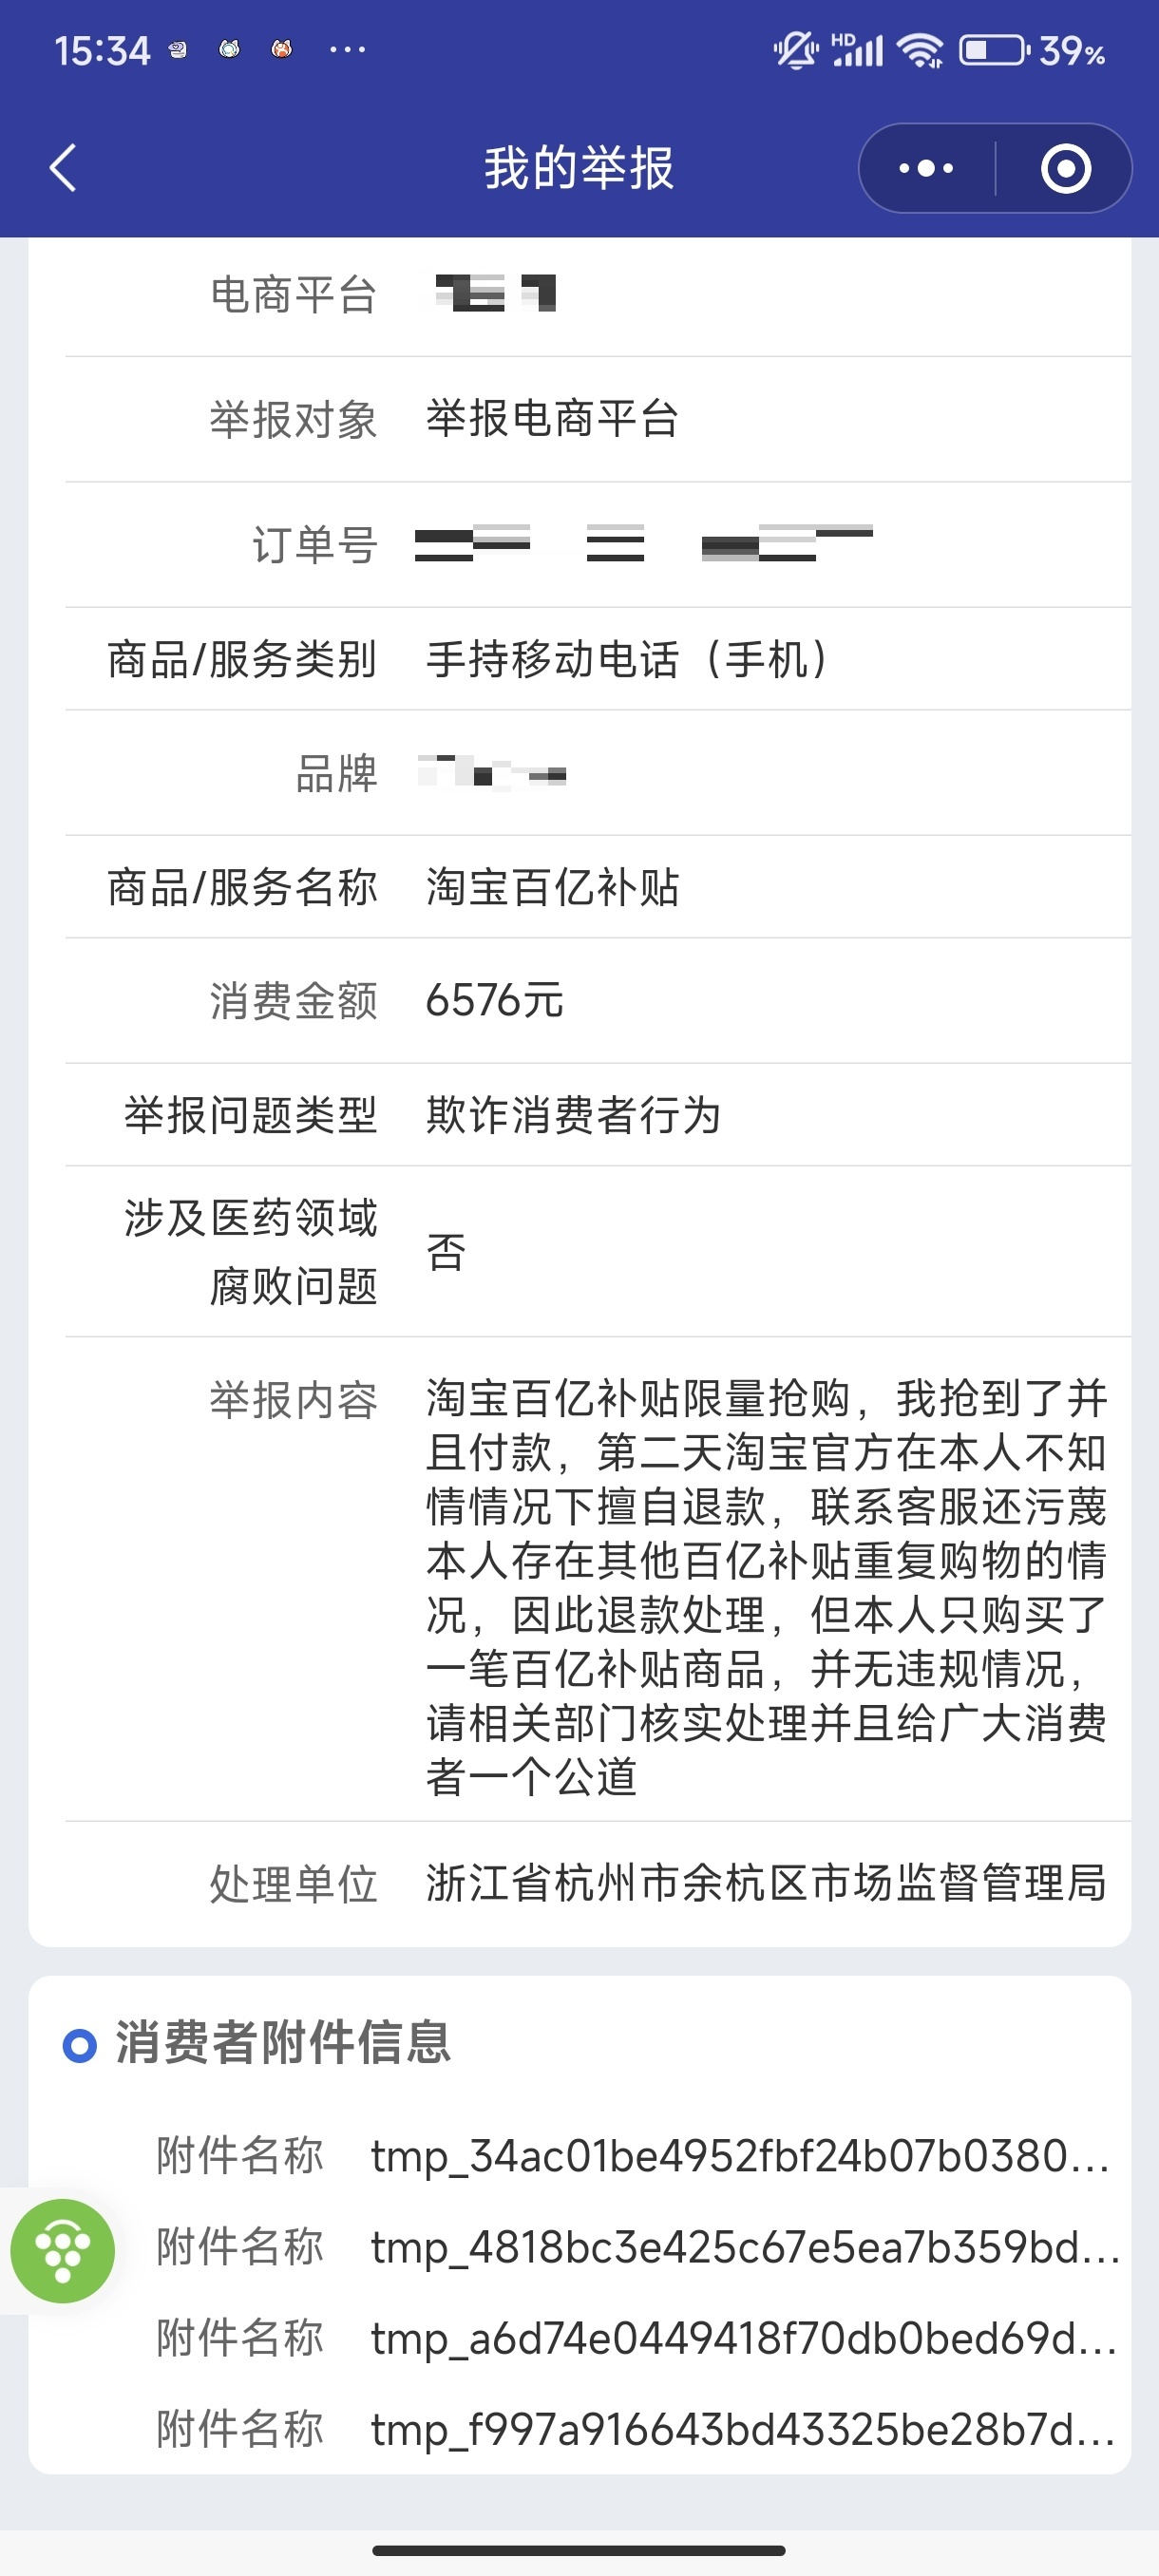 15:34 ... HD 39%
我的举报
电商平台
举报对象 举报电商平台
订单号
商品/服务类别 手持移动电话（手机）
品牌
商品/服务名称 淘宝百亿补贴
消费金额 6576元
举报问题类型 欺诈消费者行为
涉及医药领域
腐败问题
否
举报内容 淘宝百亿补贴限量抢购，我抢到了并
且付款，第二天淘宝官方在本人不知
情情况下擅自退款，联系客服还污蔑
本人存在其他百亿补贴重复购物的情
况，因此退款处理，但本人只购买了
一笔百亿补贴商品，并无违规情况，
请相关部门核实处理并且给广大消费
者一个公道
处理单位 浙江省杭州市余杭区市场监督管理局
消费者附件信息
附件名称 tmp_34ac01be4952fbf24b07b0380...
附件名称 tmp_4818bc3e425c67e5ea7b359bd...
附件名称 tmp_a6d74e0449418f70db0bed69d...
附件名称 tmp_f997a916643bd43325be28b7d...